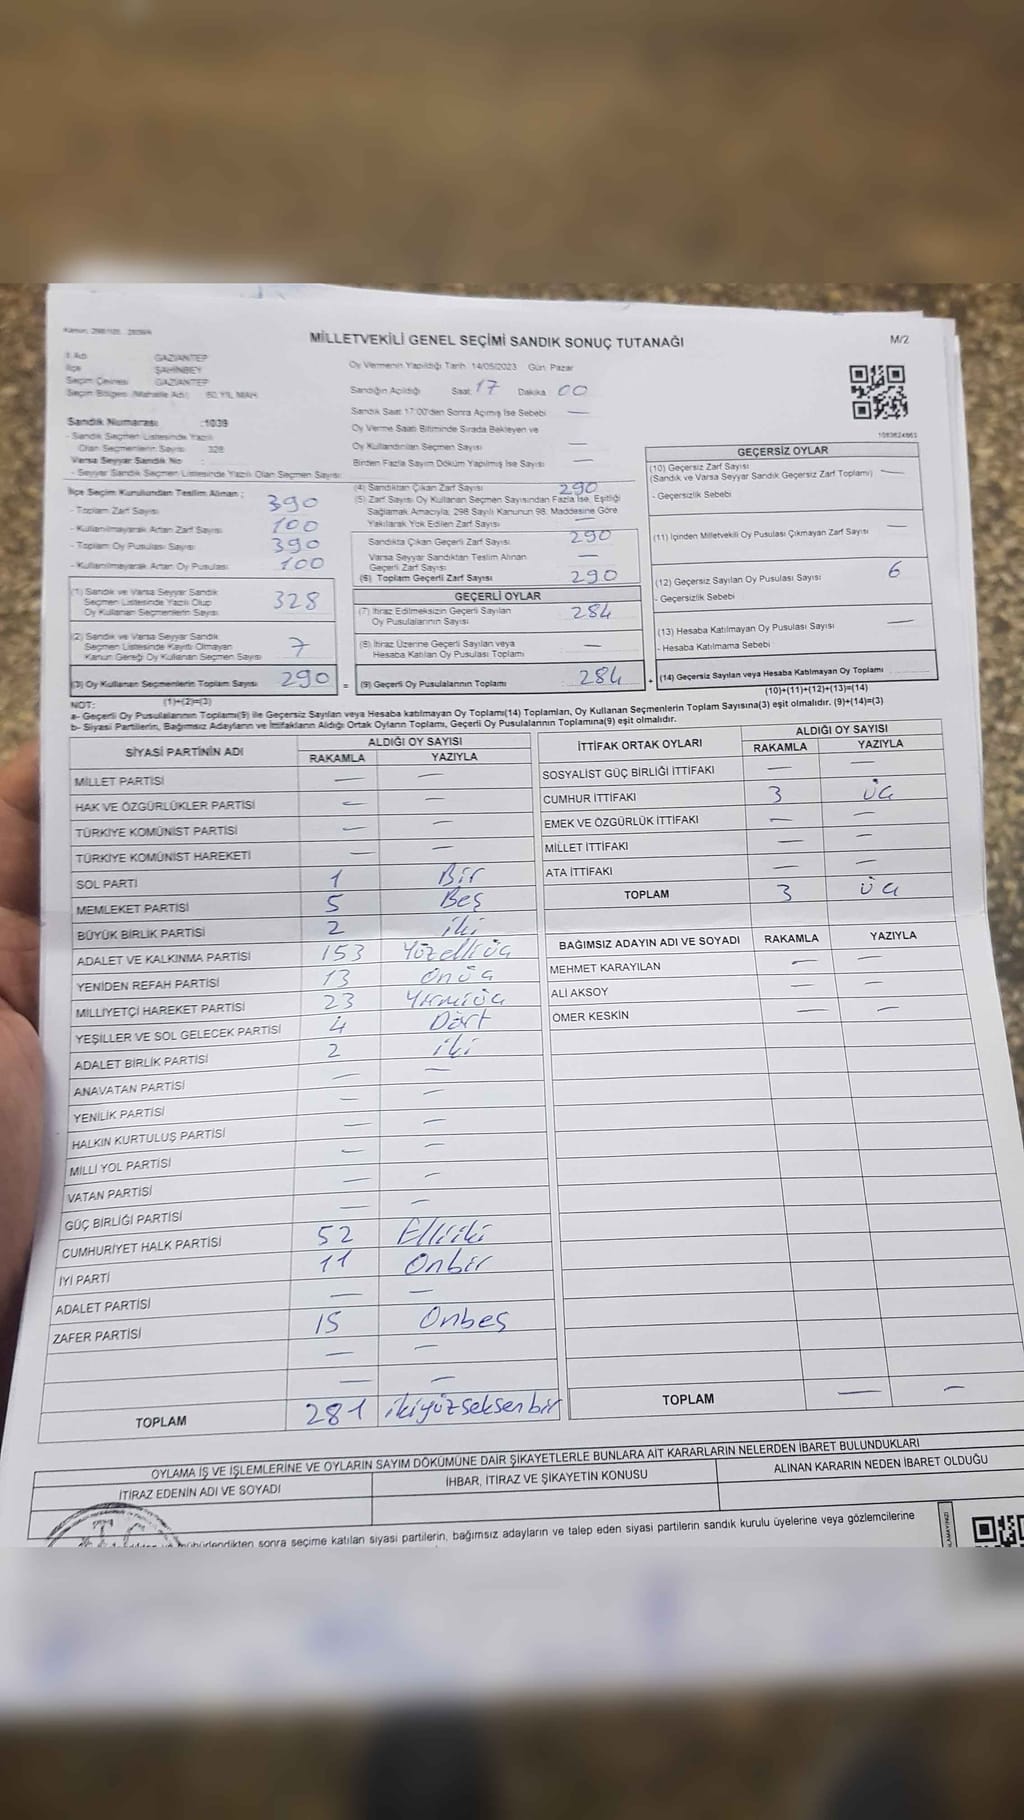 MİLLETVEKİLİ GENEL SEÇİMİ SANDIK SONUÇ TUTANAĞI
M/2
İl Adı GAZİANTEP
İlçe ŞAHİNBEY
Seçim Çevresi GAZİANTEP
Seçim Bölgesi (Mahalle Adı) 60.YIL MAH.
Sandık Numarası :1039
- Sandık Seçmen Listesinde Yazılı
Olan Seçmenlerin Sayısı 328
Varsa Seyyar Sandık No :
- Seyyar Sandık Seçmen Listesinde Yazılı Olan Seçmen Sayısı:
Oy Vermenin Yapıldığı Tarih: 14/05/2023 Gün: Pazar
Sandığın Açıldığı Saat: 17 Dakika 00
Sandık Saat 17:00'den Sonra Açılmış İse Sebebi —
Oy Verme Saati Bitiminde Sırada Bekleyen ve
Oy Kullandırılan Seçmen Sayısı —
Birden Fazla Sayım Döküm Yapılmış İse Sayısı —
1083624863
İlçe Seçim Kurulundan Teslim Alınan ;
- Toplam Zarf Sayısı 390
- Kullanılmayarak Artan Zarf Sayısı 100
- Toplam Oy Pusulası Sayısı 390
- Kullanılmayarak Artan Oy Pusulası 100
(1) Sandık ve Varsa Seyyar Sandık
Seçmen Listesinde Yazılı Olup
Oy Kullanan Seçmenlerin Sayısı 328
(2) Sandık ve Varsa Seyyar Sandık
Seçmen Listesinde Kayıtlı Olmayan
Kanun Gereği Oy Kullanan Seçmen Sayısı 7
(3) Oy Kullanan Seçmenlerin Toplam Sayısı 290 =
(4) Sandıktan Çıkan Zarf Sayısı 290
(5) Zarf Sayısı Oy Kullanan Seçmen Sayısından Fazla İse, Eşitliği
Sağlamak Amacıyla, 298 Sayılı Kanunun 98. Maddesine Göre
Yakılarak Yok Edilen Zarf Sayısı —
Sandıkta Çıkan Geçerli Zarf Sayısı 290
Varsa Seyyar Sandıktan Teslim Alınan
Geçerli Zarf Sayısı —
(6) Toplam Geçerli Zarf Sayısı 290
GEÇERLİ OYLAR
(7) İtiraz Edilmeksizin Geçerli Sayılan
Oy Pusulalarının Sayısı 284
(8) İtiraz Üzerine Geçerli Sayılan veya
Hesaba Katılan Oy Pusulası Toplamı —
(9) Geçerli Oy Pusulalarının Toplamı 284 +
GEÇERSİZ OYLAR
(10) Geçersiz Zarf Sayısı
(Sandık ve Varsa Seyyar Sandık Geçersiz Zarf Toplamı) —
- Geçersizlik Sebebi
(11) İçinden Milletvekili Oy Pusulası Çıkmayan Zarf Sayısı —
(12) Geçersiz Sayılan Oy Pusulası Sayısı 6
- Geçersizlik Sebebi
(13) Hesaba Katılmayan Oy Pusulası Sayısı —
- Hesaba Katılmama Sebebi
(14) Geçersiz Sayılan veya Hesaba Katılmayan Oy Toplamı
NOT: (1)+(2)=(3) (10)+(11)+(12)+(13)=(14)
a- Geçerli Oy Pusulalarının Toplamı(9) ile Geçersiz Sayılan veya Hesaba katılmayan Oy Toplamı(14) Toplamları, Oy Kullanan Seçmenlerin Toplam Sayısına(3) eşit olmalıdır. (9)+(14)=(3)
b- Siyasi Partilerin, Bağımsız Adayların ve İttifakların Aldığı Ortak Oyların Toplamı, Geçerli Oy Pusulalarının Toplamına(9) eşit olmalıdır.
SİYASİ PARTİNİN ADI ALDIĞI OY SAYISI
RAKAMLA YAZIYLA
MİLLET PARTİSİ — —
HAK VE ÖZGÜRLÜKLER PARTİSİ — —
TÜRKİYE KOMÜNİST PARTİSİ — —
TÜRKİYE KOMÜNİST HAREKETİ — —
SOL PARTİ 1 Bir
MEMLEKET PARTİSİ 5 Beş
BÜYÜK BİRLİK PARTİSİ 2 iki
ADALET VE KALKINMA PARTİSİ 153 Yüzelliüç
YENİDEN REFAH PARTİSİ 13 Onüç
MİLLİYETÇİ HAREKET PARTİSİ 23 Yirmiüç
YEŞİLLER VE SOL GELECEK PARTİSİ 4 Dört
ADALET BİRLİK PARTİSİ 2 iki
ANAVATAN PARTİSİ — —
YENİLİK PARTİSİ — —
HALKIN KURTULUŞ PARTİSİ — —
MİLLİ YOL PARTİSİ — —
VATAN PARTİSİ — —
GÜÇ BİRLİĞİ PARTİSİ — —
CUMHURİYET HALK PARTİSİ 52 Elliiki
İYİ PARTİ 11 Onbir
ADALET PARTİSİ — —
ZAFER PARTİSİ 15 Onbeş
— —
— —
TOPLAM 281 ikiyüzseksenbir
İTTİFAK ORTAK OYLARI ALDIĞI OY SAYISI
RAKAMLA YAZIYLA
SOSYALİST GÜÇ BİRLİĞİ İTTİFAKI — —
CUMHUR İTTİFAKI 3 üç
EMEK VE ÖZGÜRLÜK İTTİFAKI — —
MİLLET İTTİFAKI — —
ATA İTTİFAKI — —
TOPLAM 3 üç
BAĞIMSIZ ADAYIN ADI VE SOYADI RAKAMLA YAZIYLA
MEHMET KARAYILAN — —
ALİ AKSOY — —
ÖMER KESKİN — —
TOPLAM — —
OYLAMA İŞ VE İŞLEMLERİNE VE OYLARIN SAYIM DÖKÜMÜNE DAİR ŞİKAYETLERLE BUNLARA AİT KARARLARIN NELERDEN İBARET BULUNDUKLARI
İTİRAZ EDENİN ADI VE SOYADI İHBAR, İTİRAZ VE ŞİKAYETİN KONUSU ALINAN KARARIN NEDEN İBARET OLDUĞU
mühürlendikten sonra seçime katılan siyasi partilerin, bağımsız adayların ve talep eden siyasi partilerin sandık kurulu üyelerine veya gözlemcilerine